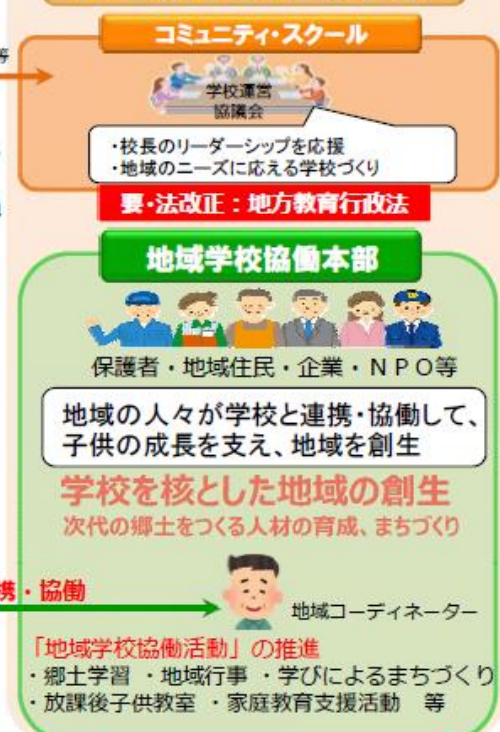 等
コミュニティ・スクール
学校運営
協議会
・校長のリーダーシップを応援
・地域のニーズに応える学校づくり
要・法改正：地方教育行政法
地域学校協働本部
保護者・地域住民・企業・ＮＰＯ等
地域の人々が学校と連携・協働して、
子供の成長を支え、地域を創生
学校を核とした地域の創生
次代の郷土をつくる人材の育成、まちづくり
携・協働
地域コーディネーター
「地域学校協働活動」の推進
・郷土学習 ・地域行事 ・学びによるまちづくり
・放課後子供教室 ・家庭教育支援活動 等